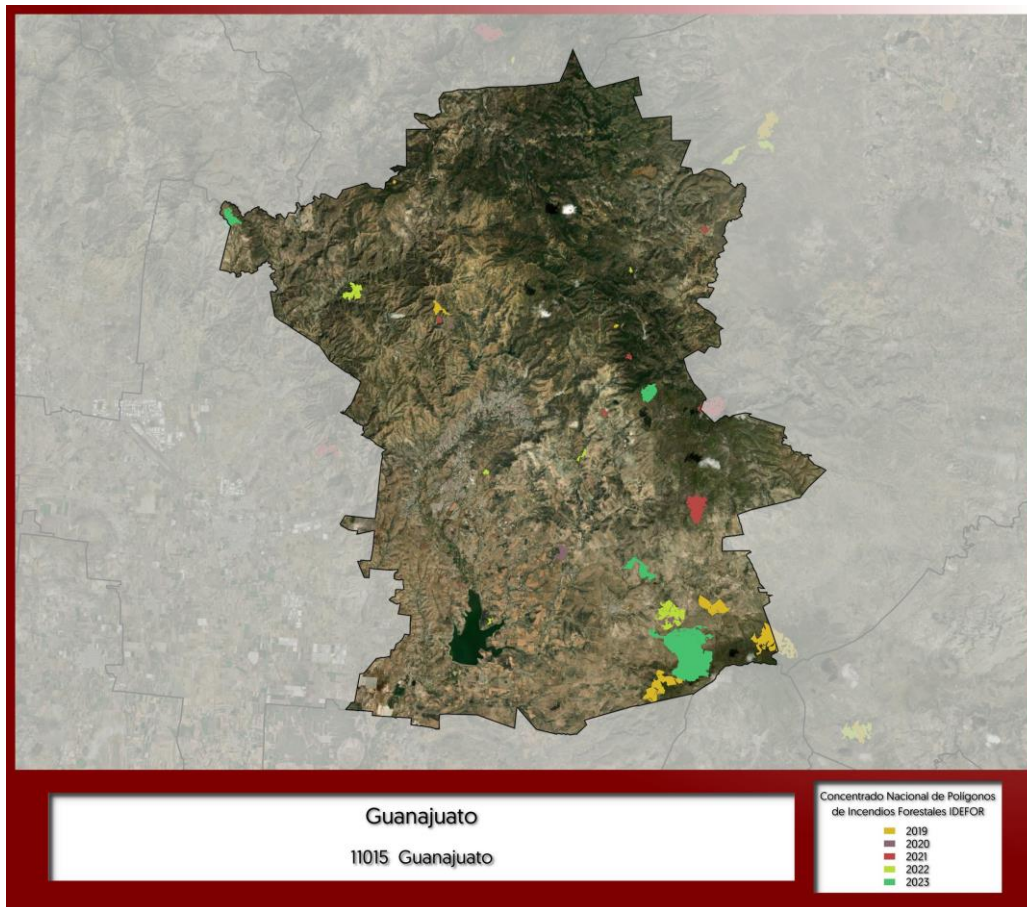 Guanajuato
11015 Guanajuato
Concentrado Nacional de Polígonos
de Incendios Forestales IDEFOR
2019
2020
2021
2022
2023